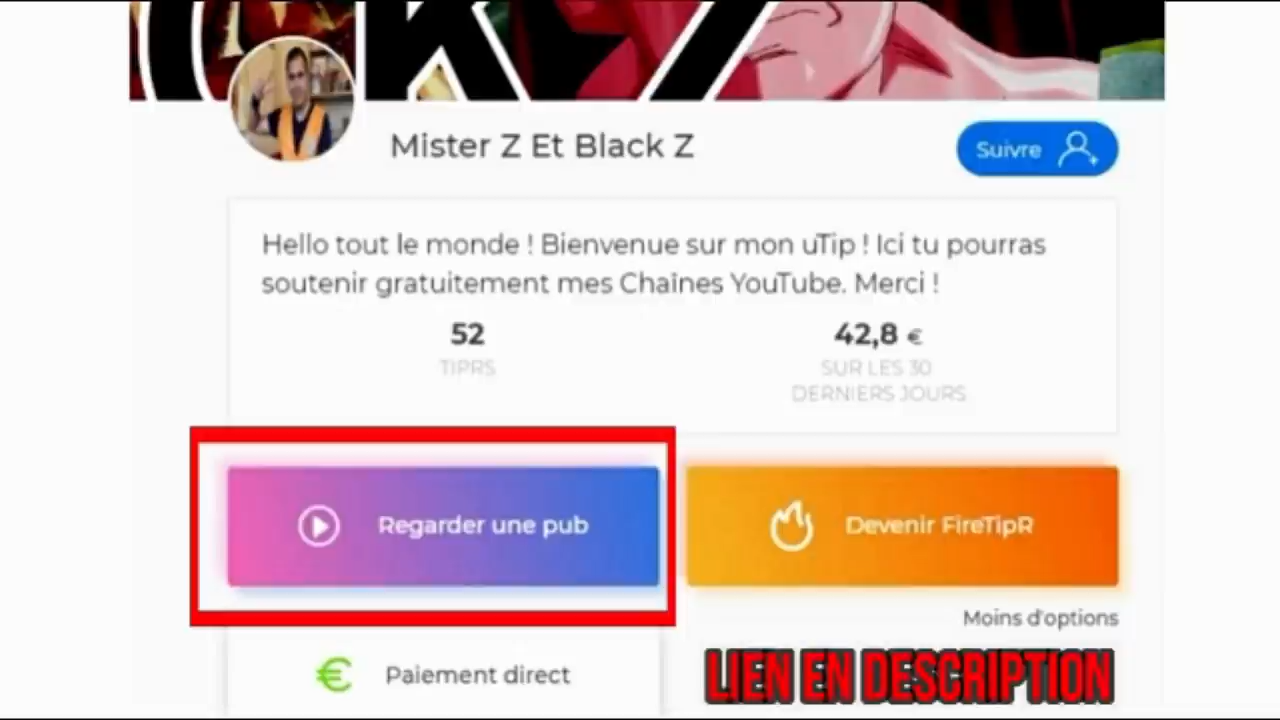 CK Z
Mister Z Et Black Z
Suivre
Hello tout le monde ! Bienvenue sur mon uTip ! Ici tu pourras
soutenir gratuitement mes Chaînes YouTube. Merci !
52
TIPRS
42,8 €
SUR LES 30
DERNIERS JOURS
Regarder une pub
Devenir FireTipR
Moins d'options
€ Paiement direct
LIEN EN DESCRIPTION